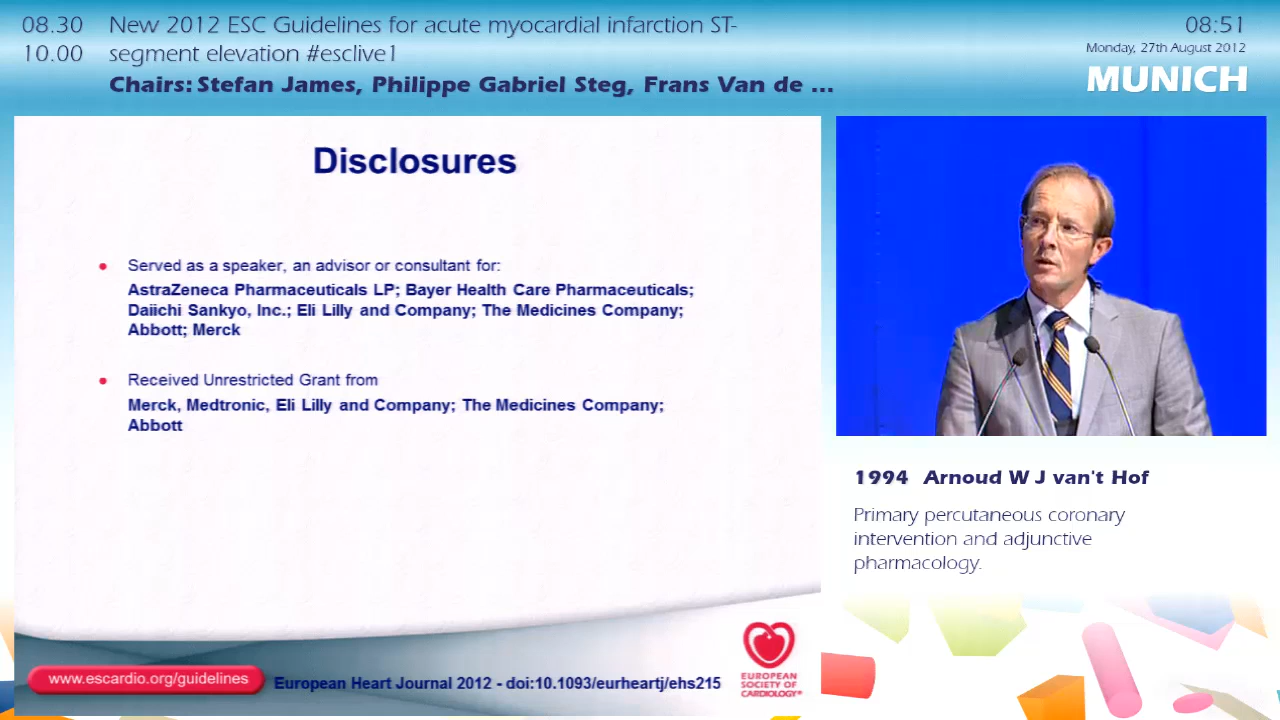 08.30 New 2012 ESC Guidelines for acute myocardial infarction ST-
10.00 segment elevation #esclive1
Chairs: Stefan James, Philippe Gabriel Steg, Frans Van de ...
08:51
Monday, 27th August 2012
MUNICH
Disclosures
• Served as a speaker, an advisor or consultant for:
AstraZeneca Pharmaceuticals LP; Bayer Health Care Pharmaceuticals;
Daiichi Sankyo, Inc.; Eli Lilly and Company; The Medicines Company;
Abbott; Merck
• Received Unrestricted Grant from
Merck, Medtronic, Eli Lilly and Company; The Medicines Company;
Abbott
www.escardio.org/guidelines
European Heart Journal 2012 - doi:10.1093/eurheartj/ehs215
EUROPEAN
SOCIETY OF
CARDIOLOGY®
1994 Arnoud W J van't Hof
Primary percutaneous coronary
intervention and adjunctive
pharmacology.